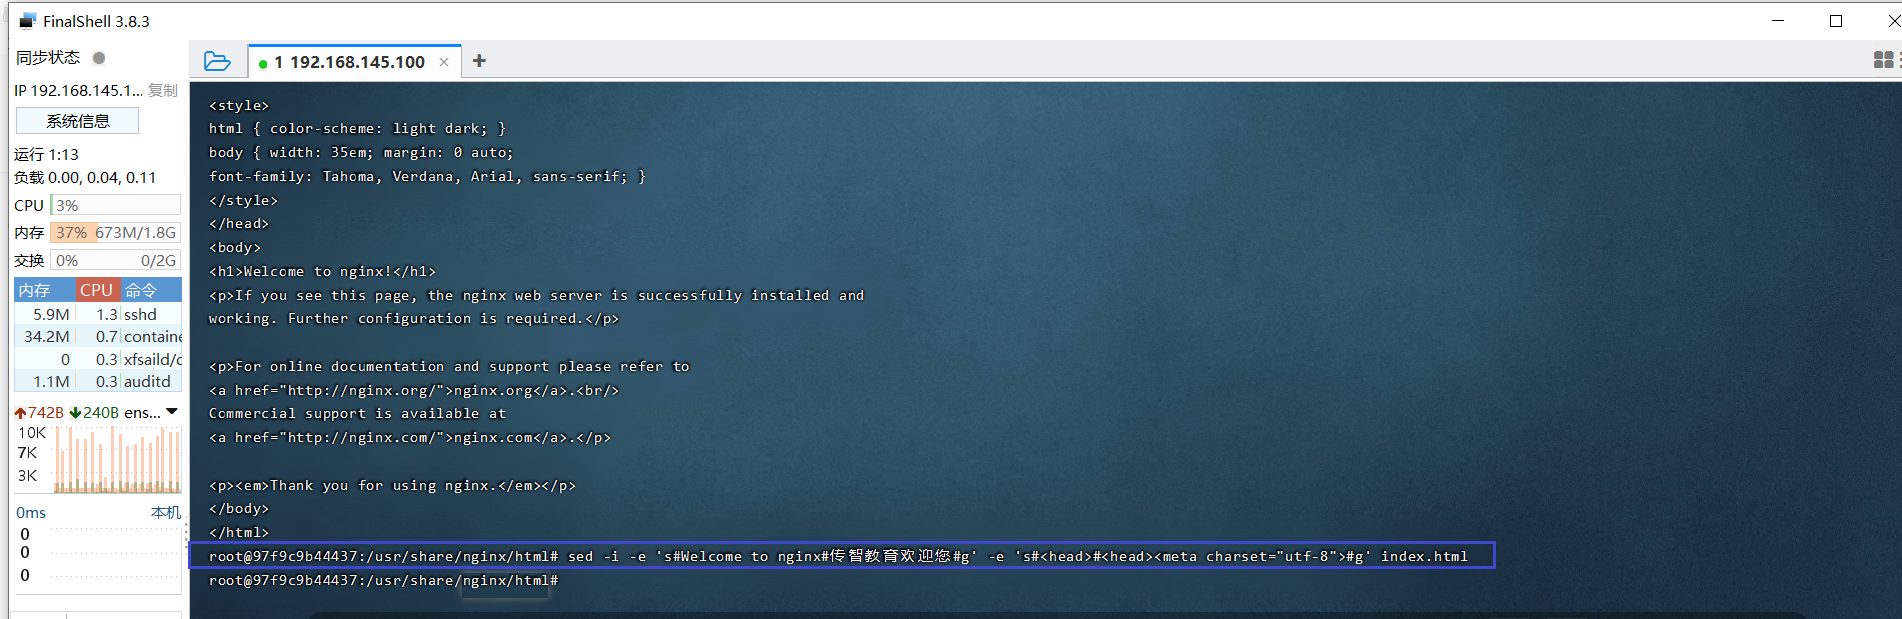 FinalShell 3.8.3
同步状态
IP 192.168.145.1... 复制
系统信息
运行 1:13
负载 0.00, 0.04, 0.11
CPU 3%
内存 37% 673M/1.8G
交换 0% 0/2G
内存 CPU 命令
5.9M 1.3 sshd
34.2M 0.7 containe
0 0.3 xfsaild/d
1.1M 0.3 auditd
742B 240B ens...
10K
7K
3K
0ms 本机
0
0
0
1 192.168.145.100
<style>
html { color-scheme: light dark; }
body { width: 35em; margin: 0 auto;
font-family: Tahoma, Verdana, Arial, sans-serif; }
</style>
</head>
<body>
<h1>Welcome to nginx!</h1>
<p>If you see this page, the nginx web server is successfully installed and
working. Further configuration is required.</p>
<p>For online documentation and support please refer to
<a href="http://nginx.org/">nginx.org</a>.<br/>
Commercial support is available at
<a href="http://nginx.com/">nginx.com</a>.</p>
<p><em>Thank you for using nginx.</em></p>
</body>
</html>
root@97f9c9b44437:/usr/share/nginx/html# sed -i -e 's#Welcome to nginx#传智教育欢迎您#g' -e 's#<head>#<head><meta charset="utf-8">#g' index.html
root@97f9c9b44437:/usr/share/nginx/html#